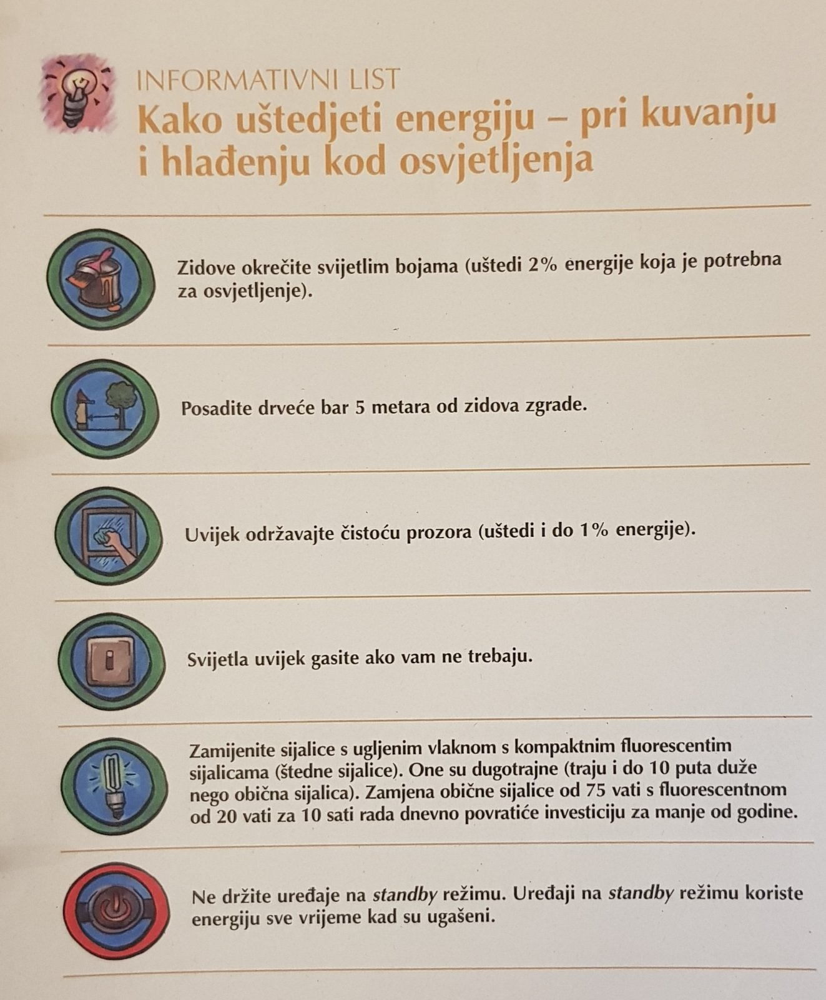 INFORMATIVNI LIST
Kako uštedjeti energiju – pri kuvanju
i hlađenju kod osvjetljenja
Zidove okrečite svijetlim bojama (uštedi 2% energije koja je potrebna
za osvjetljenje).
Posadite drveće bar 5 metara od zidova zgrade.
Uvijek održavajte čistoću prozora (uštedi i do 1% energije).
Svijetla uvijek gasite ako vam ne trebaju.
Zamijenite sijalice s ugljenim vlaknom s kompaktnim fluorescentim
sijalicama (štedne sijalice). One su dugotrajne (traju i do 10 puta duže
nego obična sijalica). Zamjena obične sijalice od 75 vati s fluorescentnom
od 20 vati za 10 sati rada dnevno povratiće investiciju za manje od godine.
Ne držite uređaje na standby režimu. Uređaji na standby režimu koriste
energiju sve vrijeme kad su ugašeni.